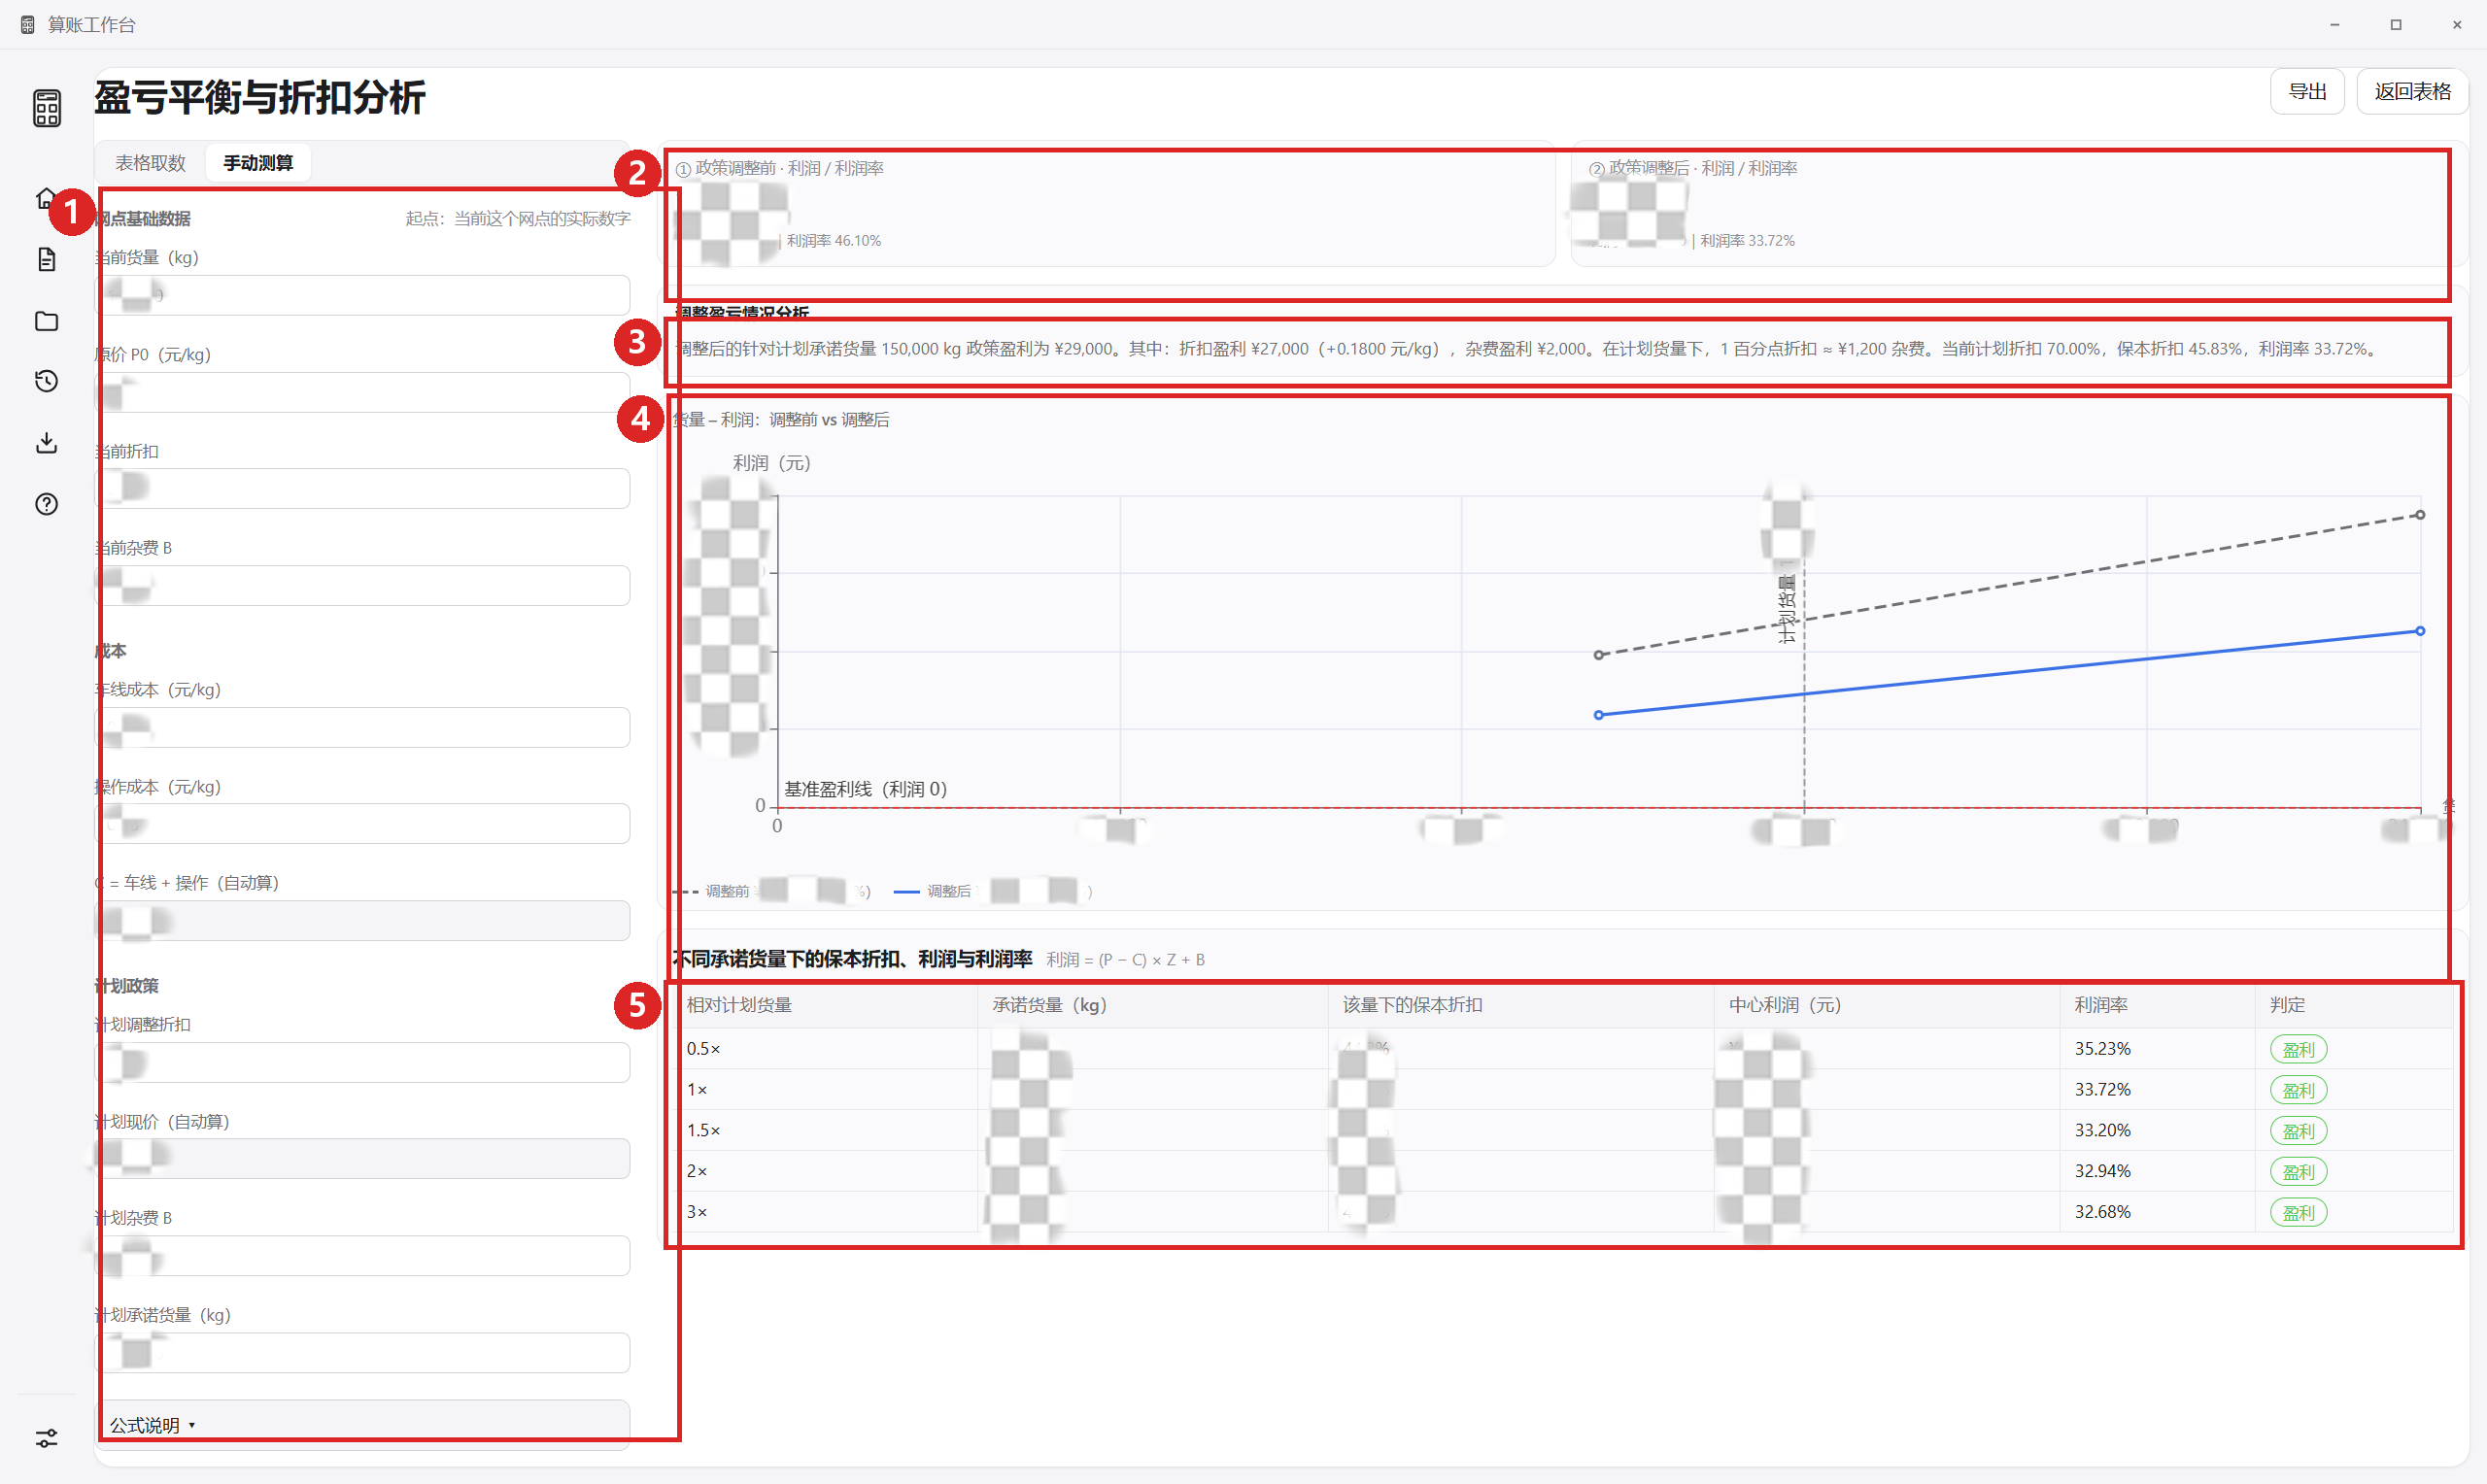 算账工作台
盈亏平衡与折扣分析
导出
返回表格
表格取数
手动测算
1
网点基础数据
起点：当前这个网点的实际数字
当前货量（kg）
原价 P0（元/kg）
当前折扣
当前杂费 B
成本
车线成本（元/kg）
操作成本（元/kg）
C = 车线 + 操作（自动算）
计划政策
计划调整折扣
计划现价（自动算）
计划杂费 B
计划承诺货量（kg）
公式说明 ▾
2
① 政策调整前 · 利润 / 利润率
| 利润率 46.10%
② 政策调整后 · 利润 / 利润率
| 利润率 33.72%
调整盈亏情况分析
3
调整后的针对计划承诺货量 150,000 kg 政策盈利为 ¥29,000。其中：折扣盈利 ¥27,000（+0.1800 元/kg），杂费盈利 ¥2,000。在计划货量下，1 百分点折扣 ≈ ¥1,200 杂费。当前计划折扣 70.00%，保本折扣 45.83%，利润率 33.72%。
4
货量 – 利润：调整前 vs 调整后
利润（元）
计划货量
基准盈利线（利润 0）
0
0
调整前
%)
调整后
)
不同承诺货量下的保本折扣、利润与利润率 利润 = (P − C) × Z + B
5
相对计划货量 承诺货量（kg） 该量下的保本折扣 中心利润（元） 利润率 判定
0.5× 35.23% 盈利
1× 33.72% 盈利
1.5× 33.20% 盈利
2× 32.94% 盈利
3× 32.68% 盈利